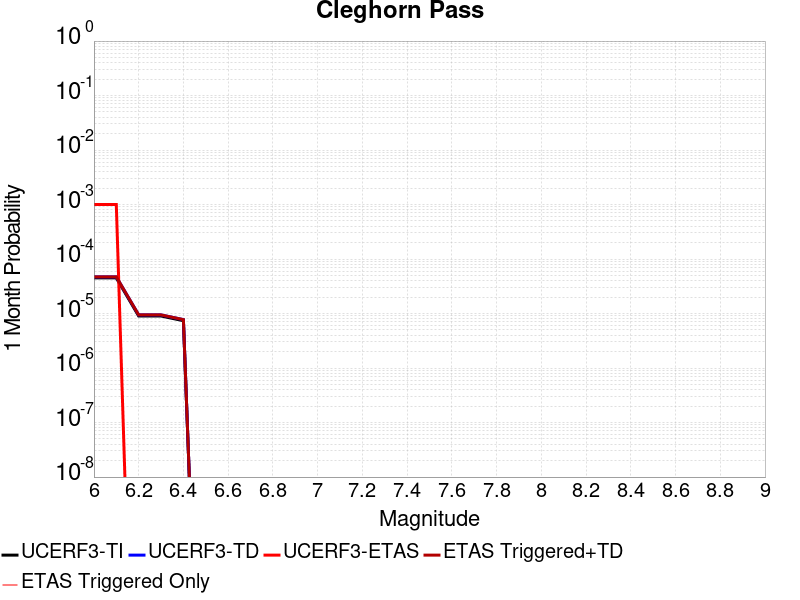 Cleghorn Pass
10^0
10^-1
10^-2
10^-3
10^-4
10^-5
10^-6
10^-7
10^-8
1 Month Probability
6 6.2 6.4 6.6 6.8 7 7.2 7.4 7.6 7.8 8 8.2 8.4 8.6 8.8 9
Magnitude
UCERF3-TI UCERF3-TD UCERF3-ETAS ETAS Triggered+TD
ETAS Triggered Only